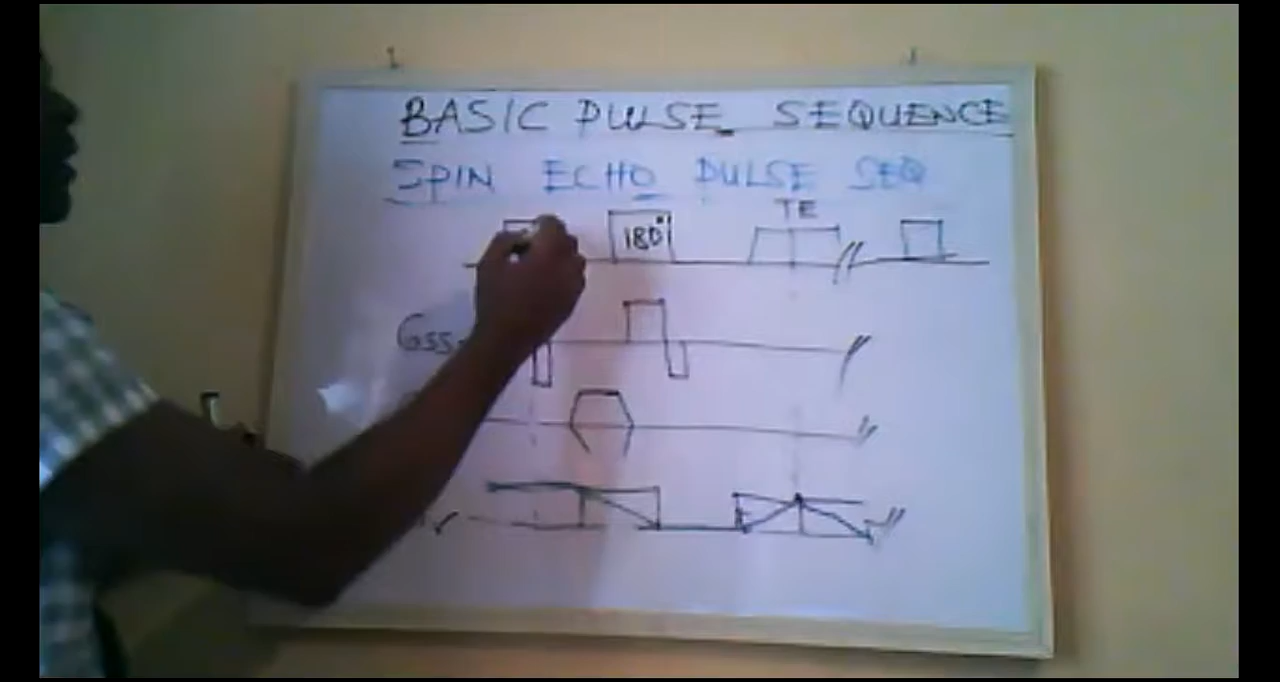 BASIC PULSE SEQUENCE
SPIN ECHO PULSE SEQ
TE
180°
Gss